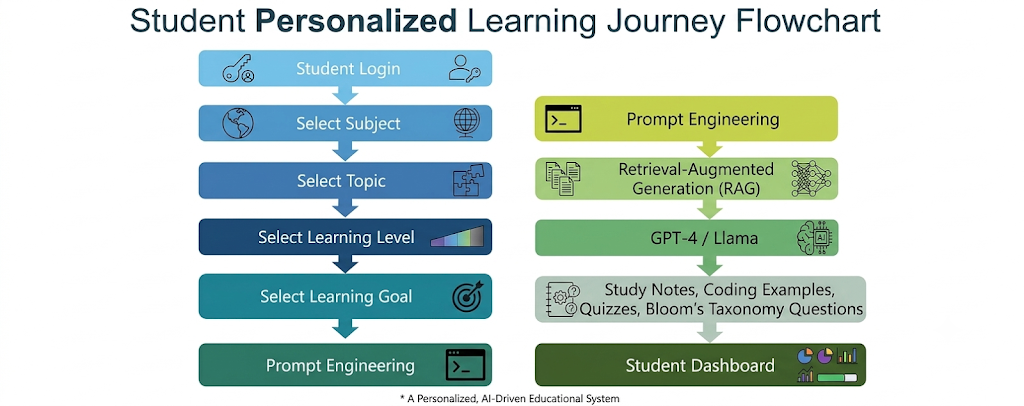 Student Personalized Learning Journey Flowchart
Student Login
Select Subject
Select Topic
Select Learning Level
Select Learning Goal
Prompt Engineering
Prompt Engineering
Retrieval-Augmented
Generation (RAG)
GPT-4 / Llama
AI
Study Notes, Coding Examples,
Quizzes, Bloom's Taxonomy Questions
Student Dashboard
* A Personalized, AI-Driven Educational System